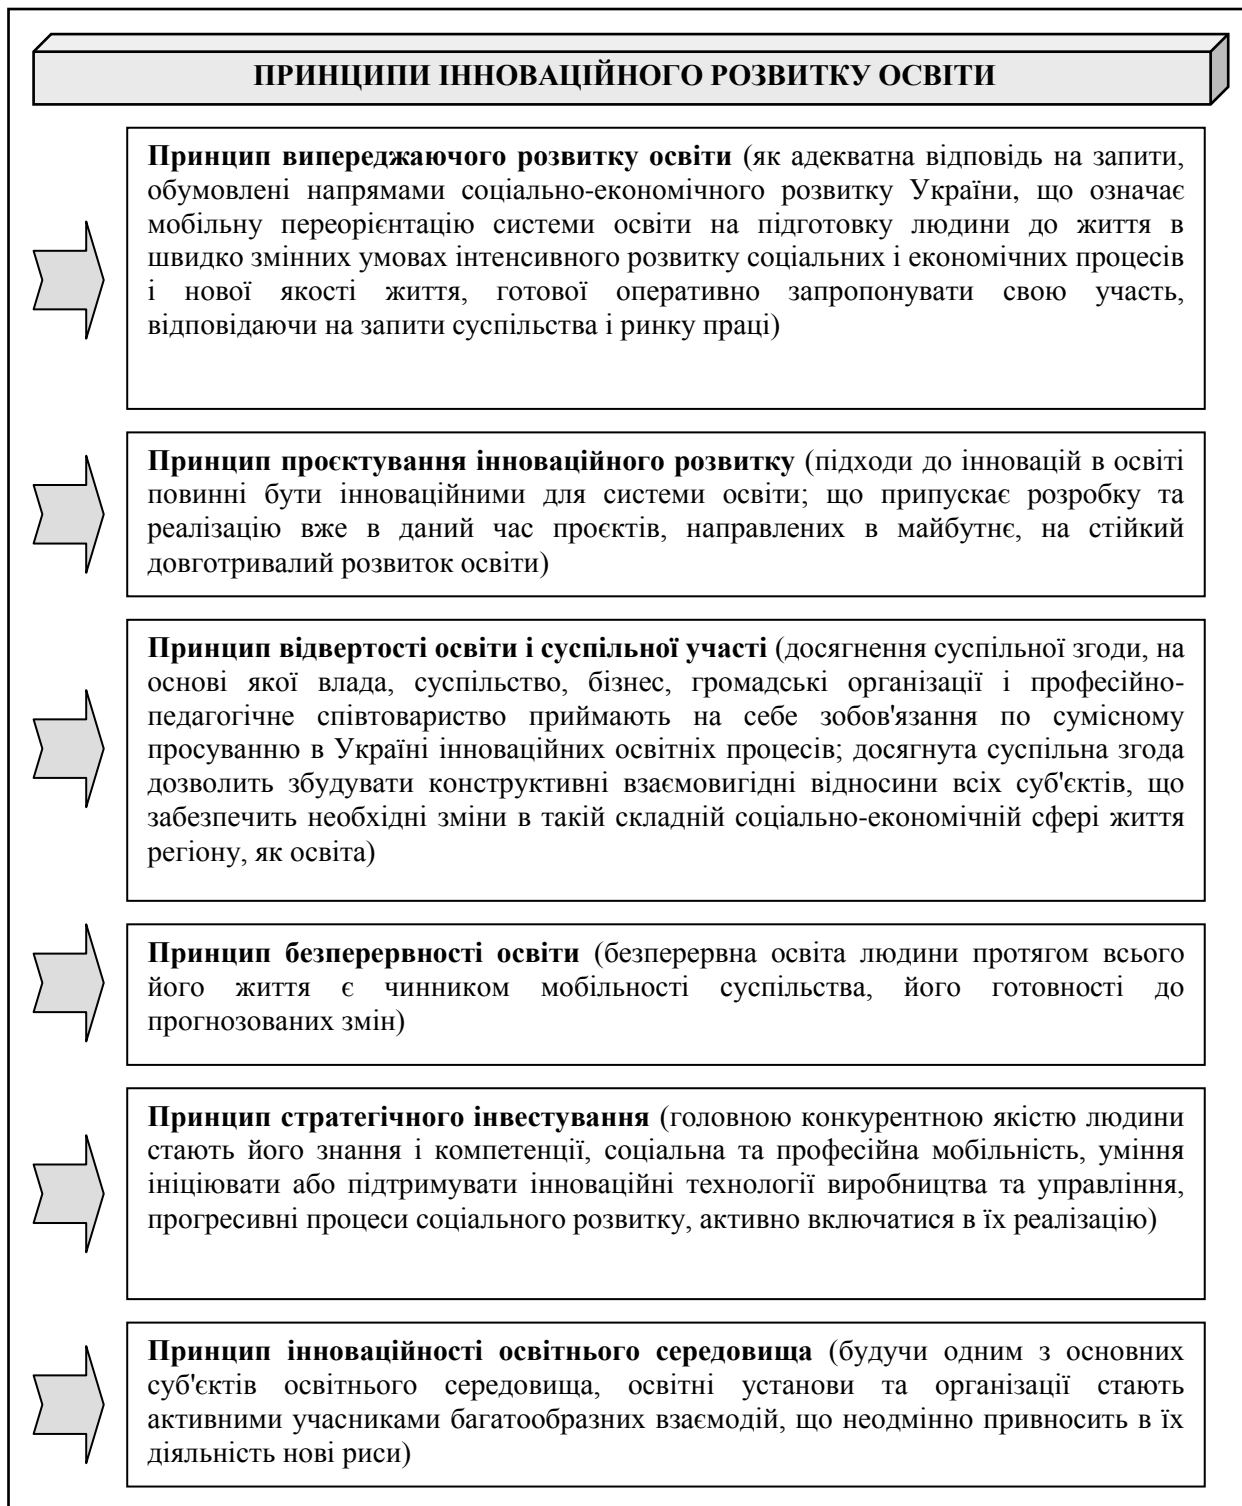 ПРИНЦИПИ ІННОВАЦІЙНОГО РОЗВИТКУ ОСВІТИ
Принцип випереджаючого розвитку освіти (як адекватна відповідь на запити,
обумовлені напрямами соціально-економічного розвитку України, що означає
мобільну переорієнтацію системи освіти на підготовку людини до життя в
швидко змінних умовах інтенсивного розвитку соціальних і економічних процесів
і нової якості життя, готової оперативно запропонувати свою участь,
відповідаючи на запити суспільства і ринку праці)
Принцип проєктування інноваційного розвитку (підходи до інновацій в освіті
повинні бути інноваційними для системи освіти; що припускає розробку та
реалізацію вже в даний час проєктів, направлених в майбутнє, на стійкий
довготривалий розвиток освіти)
Принцип відвертості освіти і суспільної участі (досягнення суспільної згоди, на
основі якої влада, суспільство, бізнес, громадські організації і професійно-
педагогічне співтовариство приймають на себе зобов'язання по сумісному
просуванню в Україні інноваційних освітніх процесів; досягнута суспільна згода
дозволить збудувати конструктивні взаємовигідні відносини всіх суб'єктів, що
забезпечить необхідні зміни в такій складній соціально-економічній сфері життя
регіону, як освіта)
Принцип безперервності освіти (безперервна освіта людини протягом всього
його життя є чинником мобільності суспільства, його готовності до
прогнозованих змін)
Принцип стратегічного інвестування (головною конкурентною якістю людини
стають його знання і компетенції, соціальна та професійна мобільність, уміння
ініціювати або підтримувати інноваційні технології виробництва та управління,
прогресивні процеси соціального розвитку, активно включатися в їх реалізацію)
Принцип інноваційності освітнього середовища (будучи одним з основних
суб'єктів освітнього середовища, освітні установи та організації стають
активними учасниками багатообразних взаємодій, що неодмінно привносить в їх
діяльність нові риси)